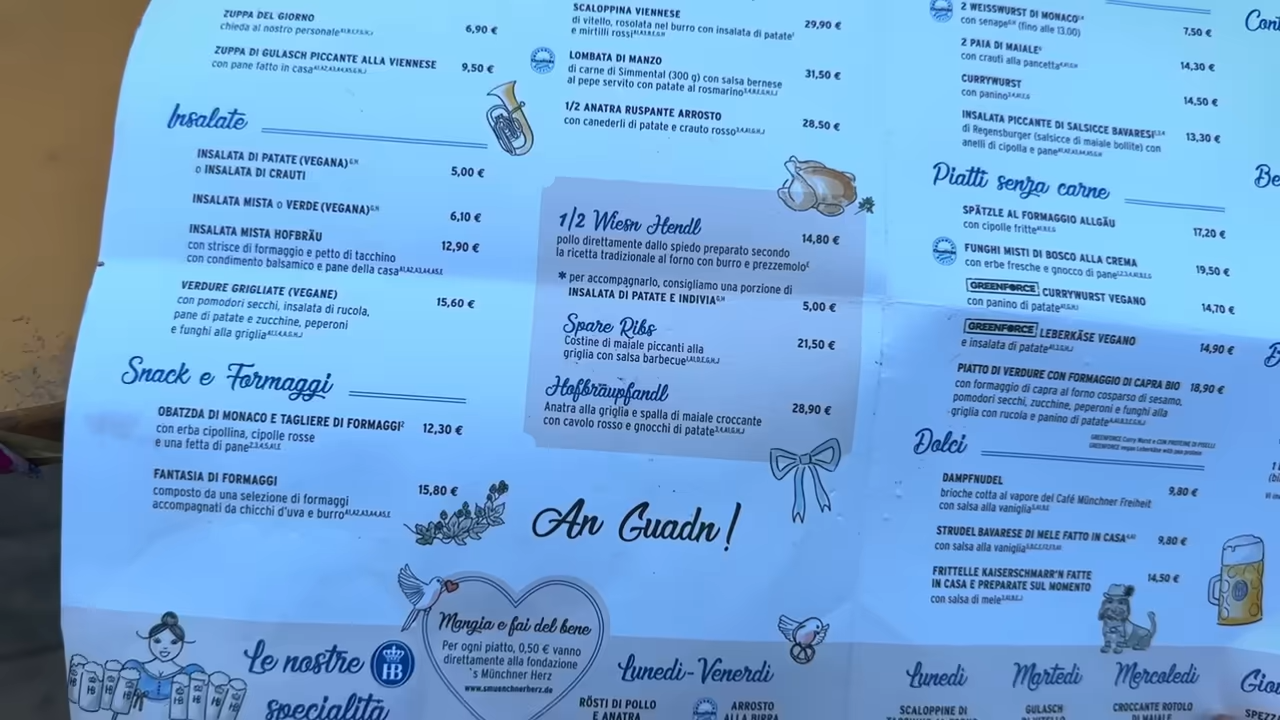 ZUPPA DEL GIORNO
chieda al nostro personale
6,90 €
ZUPPA DI GULASCH PICCANTE ALLA VIENNESE
con pane fatto in casa
9,50 €
Insalate
INSALATA DI PATATE (VEGANA)
o INSALATA DI CRAUTI
5,00 €
INSALATA MISTA o VERDE (VEGANA)
6,10 €
INSALATA MISTA HOFBRÄU
12,90 €
con strisce di formaggio e petto di tacchino
con condimento balsamico e pane della casa
VERDURE GRIGLIATE (VEGANE)
15,60 €
con pomodori secchi, insalata di rucola,
pane di patate e zucchine, peperoni
e funghi alla griglia
Snack e Formaggi
OBATZDA DI MONACO E TAGLIERE DI FORMAGGI
12,30 €
con erba cipollina, cipolle rosse
e una fetta di pane
FANTASIA DI FORMAGGI
15,80 €
composto da una selezione di formaggi
accompagnati da chicchi d'uva e burro
SCALOPPINA VIENNESE
di vitello, rosolata nel burro con insalata di patate
29,90 €
e mirtilli rossi
LOMBATA DI MANZO
di carne di Simmental (300 g) con salsa bernese
31,50 €
al pepe servito con patate al rosmarino
1/2 ANATRA RUSPANTE ARROSTO
con canederli di patate e crauto rosso
28,50 €
1/2 Wiesn Hendl
14,80 €
pollo direttamente dallo spiedo preparato secondo
la ricetta tradizionale al forno con burro e prezzemolo
* per accompagnarlo, consigliamo una porzione di
INSALATA DI PATATE E INDIVIA
5,00 €
Spare Ribs
21,50 €
Costine di maiale piccanti alla
griglia con salsa barbecue
Hofbräupfandl
28,90 €
Anatra alla griglia e spalla di maiale croccante
con cavolo rosso e gnocchi di patate
An Guadn!
2 WEISSWURST DI MONACO
con senape (fino alle 13.00)
7,50 €
2 PAIA DI MAIALE
con crauti alla pancetta
14,30 €
CURRYWURST
con panino
14,50 €
INSALATA PICCANTE DI SALSICCE BAVARESI
13,30 €
di Regensburger (salsicce di maiale bollite) con
anelli di cipolla e pane
Piatti senza carne
SPÄTZLE AL FORMAGGIO ALLGÄU
con cipolle fritte
17,20 €
FUNGHI MISTI DI BOSCO ALLA CREMA
con erbe fresche e gnocco di pane
19,50 €
GREENFORCE CURRYWURST VEGANO
con panino di patate
14,70 €
GREENFORCE LEBERKÄSE VEGANO
e insalata di patate
14,90 €
PIATTO DI VERDURE CON FORMAGGIO DI CAPRA BIO
18,90 €
con formaggio di capra al forno cosparso di sesamo,
pomodori secchi, zucchine, peperoni e funghi alla
griglia con rucola e panino di patate
Dolci
DAMPFNUDEL
9,80 €
brioche cotta al vapore del Café Münchner Freiheit
con salsa alla vaniglia
STRUDEL BAVARESE DI MELE FATTO IN CASA
9,80 €
con salsa alla vaniglia
FRITTELLE KAISERSCHMARR'N FATTE
IN CASA E PREPARATE SUL MOMENTO
14,50 €
con salsa di mele
Le nostre
specialità
HB
Mangia e fai del bene
Per ogni piatto, 0,50 € vanno
direttamente alla fondazione
's Münchner Herz
www.smuenchnerherz.de
Lunedì-Venerdì
RÖSTI DI POLLO
E ANATRA
ARROSTO
ALLA BIRRA
Lunedì
SCALOPPINE DI
Martedì
GULASCH
Mercoledì
CROCCANTE ROTOLO
DI MAIALE